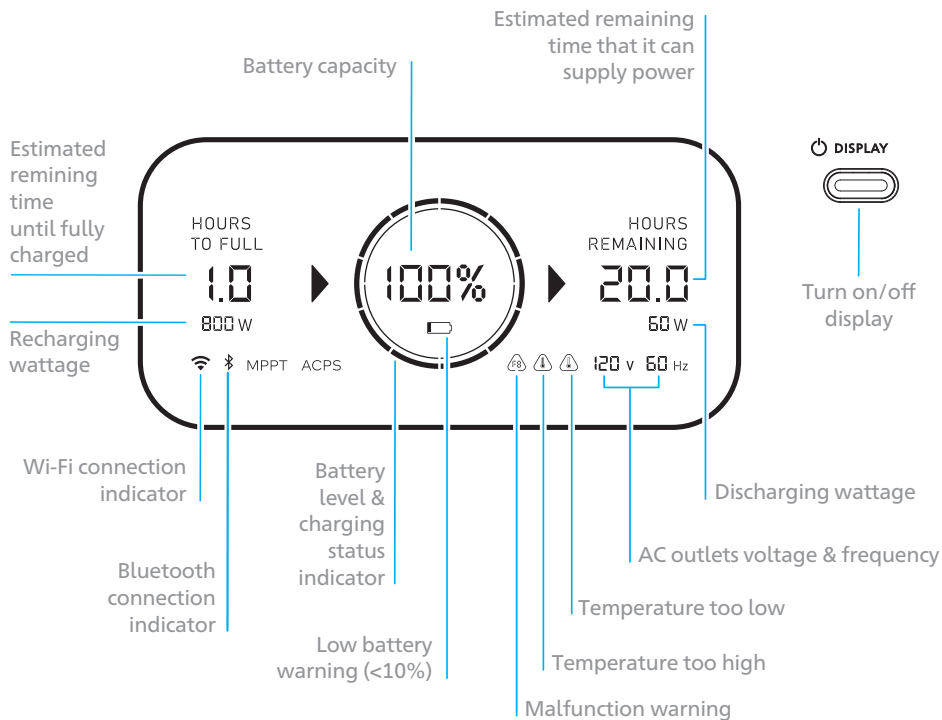 Estimated remaining
time that it can
supply power
Battery capacity
Estimated
remining
time
until fully
charged
Recharging
wattage
HOURS
TO FULL
1.0
800 W
MPPT ACPS
100%
HOURS
REMAINING
20.0
60 W
F8
120 V 60 Hz
DISPLAY
Turn on/off
display
Wi-Fi connection
indicator
Bluetooth
connection
indicator
Battery
level &
charging
status
indicator
Low battery
warning (<10%)
Discharging wattage
AC outlets voltage & frequency
Temperature too low
Temperature too high
Malfunction warning